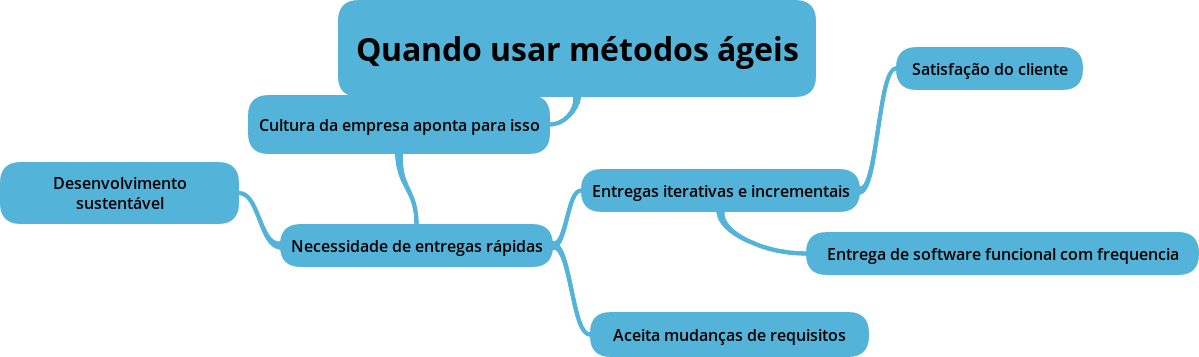 Quando usar métodos ágeis
Satisfação do cliente
Cultura da empresa aponta para isso
Desenvolvimento
sustentável
Entregas iterativas e incrementais
Necessidade de entregas rápidas
Entrega de software funcional com frequencia
Aceita mudanças de requisitos